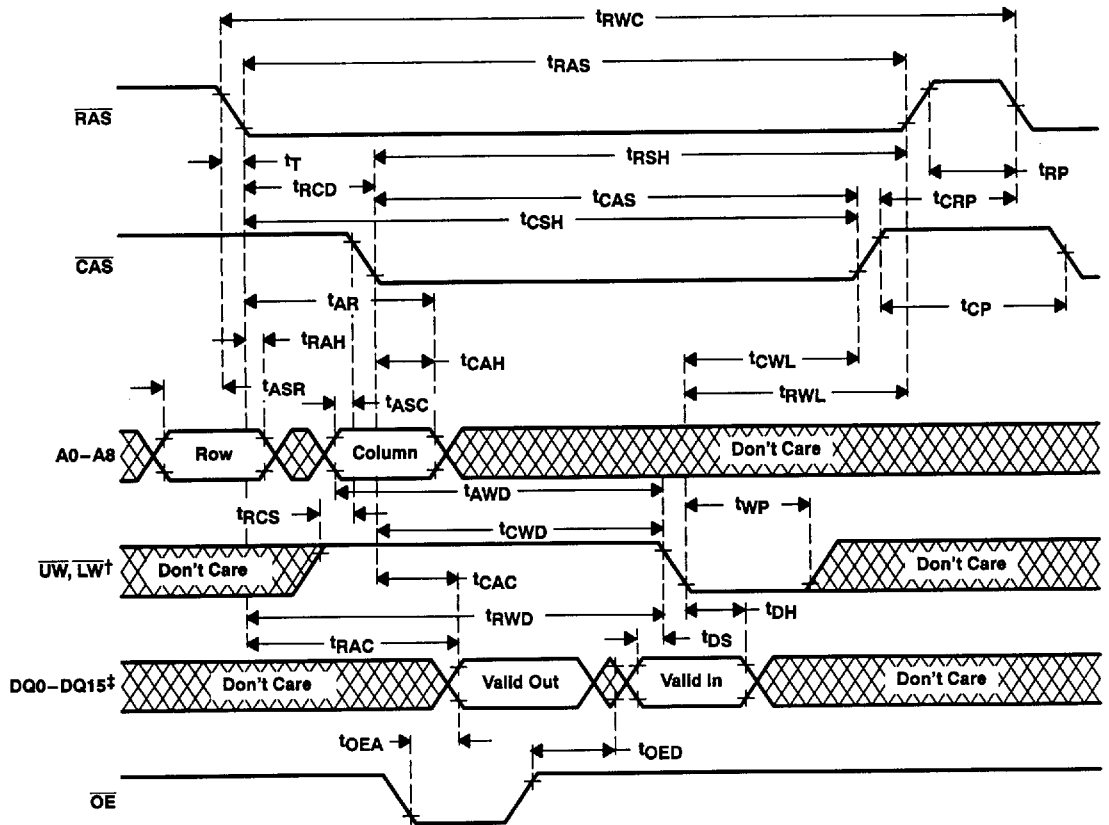 tRWC
tRAS
RAS
tT
tRSH
tRP
tRCD
tCAS
tCRP
tCSH
CAS
tAR
tCP
tRAH
tCAH
tCWL
tASR
tASC
tRWL
A0–A8
Row
Column
Don't Care
tAWD
tRCS
tWP
tCWD
UW, LW†
Don't Care
Don't Care
tCAC
tRWD
tDH
tRAC
tDS
DQ0–DQ15‡
Don't Care
Valid Out
Valid In
Don't Care
tOEA
tOED
OE